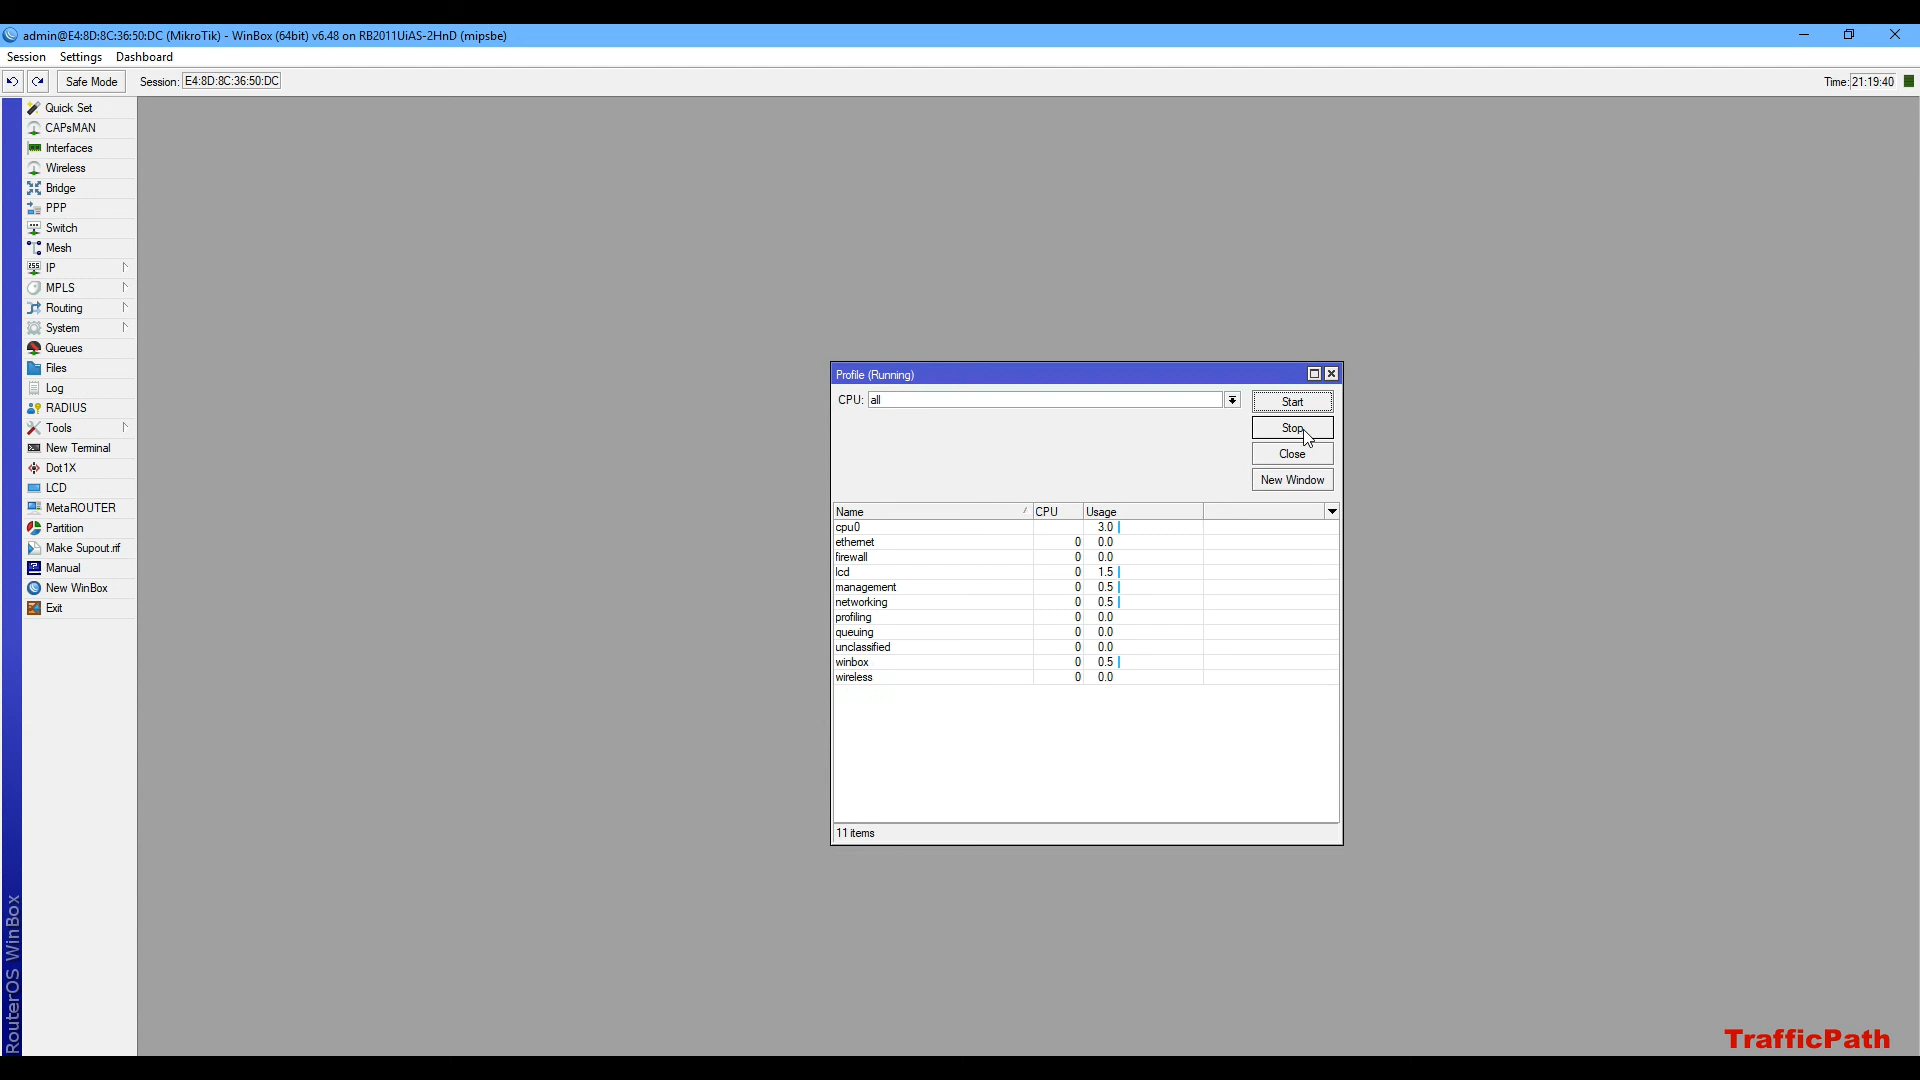 admin@E4:8D:8C:36:50:DC (MikroTik) - WinBox (64bit) v6.48 on RB2011UiAS-2HnD (mipsbe)
Session Settings Dashboard
Safe Mode Session: E4:8D:8C:36:50:DC Time: 21:19:40
Quick Set
CAPsMAN
Interfaces
Wireless
Bridge
PPP
Switch
Mesh
IP
MPLS
Routing
System
Queues
Files
Log
RADIUS
Tools
New Terminal
Dot1X
LCD
MetaROUTER
Partition
Make Supout.rif
Manual
New WinBox
Exit
RouterOS WinBox
Profile (Running)
CPU: all
Start
Stop
Close
New Window
Name CPU Usage
cpu0 3.0
ethernet 0 0.0
firewall 0 0.0
lcd 0 1.5
management 0 0.5
networking 0 0.5
profiling 0 0.0
queuing 0 0.0
unclassified 0 0.0
winbox 0 0.5
wireless 0 0.0
11 items
TrafficPath